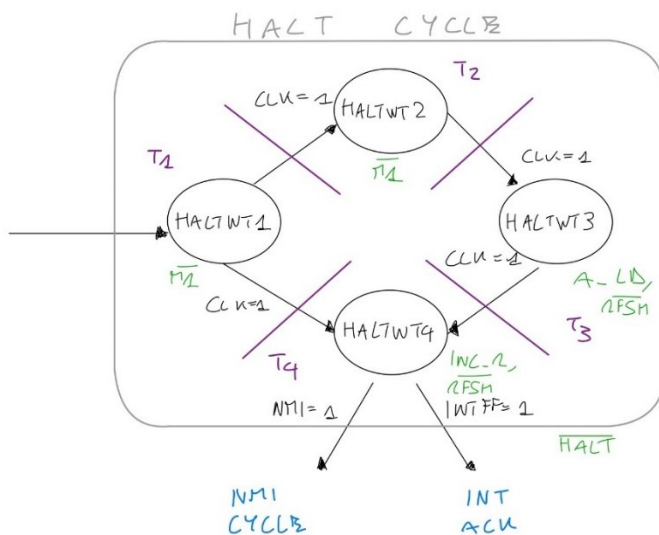 HALT CYCLE
T2
CLK=1
HALTWT2
M1
CLK=1
T1
HALTWT1
M1
HALTWT3
CLK=1
A_LD,
RFSH
CLK=1
HALTWT4
T3
T4
INC_R,
RFSH
NMI=1
INTFF=1
HALT
NMI
CYCLE
INT
ACK